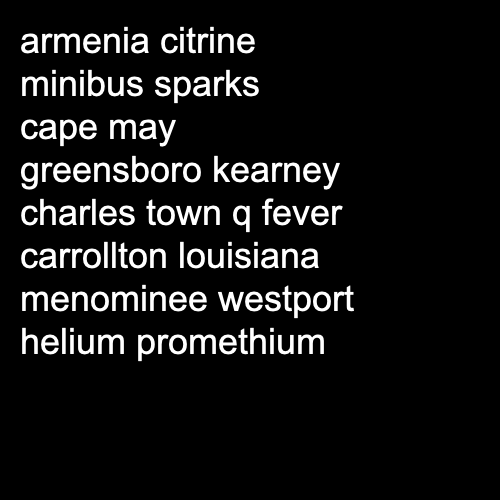 armenia citrine
minibus sparks
cape may
greensboro kearney
charles town q fever
carrollton louisiana
menominee westport
helium promethium